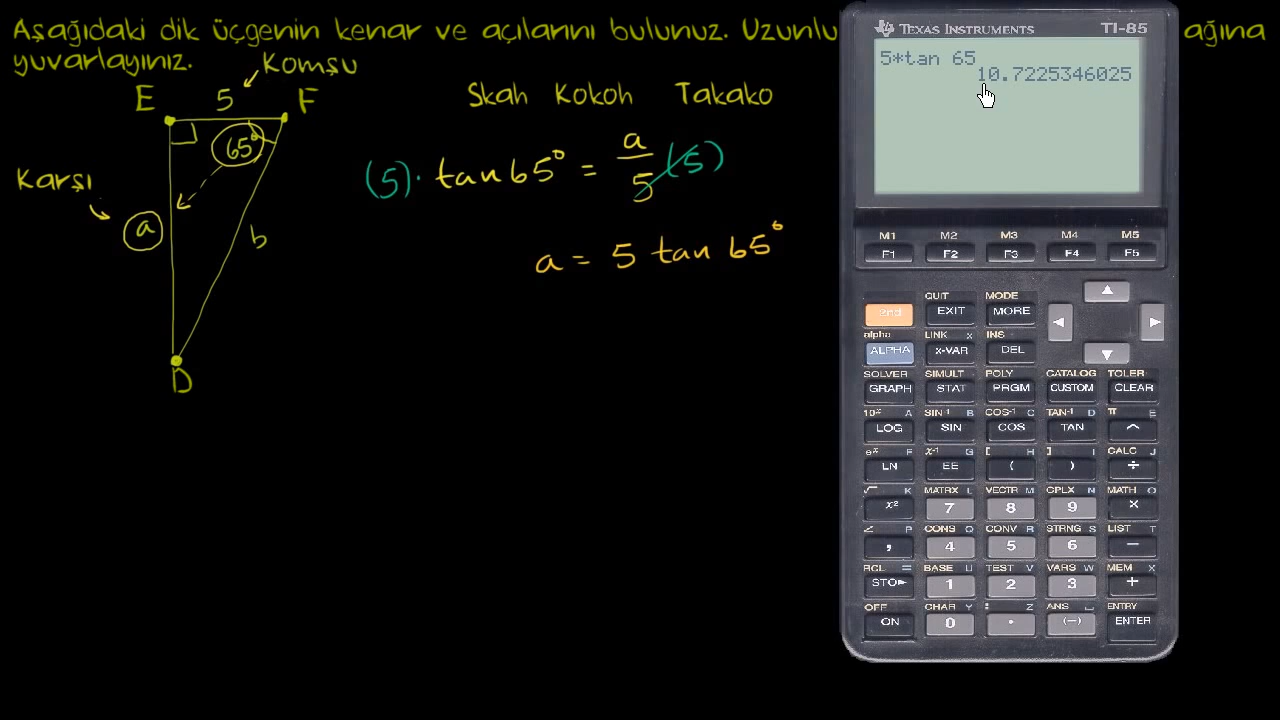 Aşağıdaki dik üçgenin kenar ve açılarını bulunuz. Uzunlu ağına
yuvarlayınız.
Komşu
E 5 F
Skah Kokoh Takako
65°
(5)· tan65° = a/5 (5)
Karşı
a
b
a = 5 tan 65°
D
TEXAS INSTRUMENTS TI-85
5*tan 65
10.7225346025
M1 M2 M3 M4 M5
F1 F2 F3 F4 F5
QUIT MODE
2nd EXIT MORE
alpha LINK x INS
ALPHA x-VAR DEL
SOLVER SIMULT POLY CATALOG TOLER
GRAPH STAT PRGM CUSTOM CLEAR
10ˣ A SIN⁻¹ B COS⁻¹ C TAN⁻¹ D π E
LOG SIN COS TAN ^
eˣ F x⁻¹ G [ H ] I CALC J
LN EE ( ) ÷
√ K MATRX L VECTR M CPLX N MATH O
x² 7 8 9 ×
∠ P CONS Q CONV R STRNG S LIST T
, 4 5 6 −
RCL = BASE U TEST V VARS W MEM X
STO► 1 2 3 +
OFF CHAR Y : Z ANS ␣ ENTRY
ON 0 . (−) ENTER